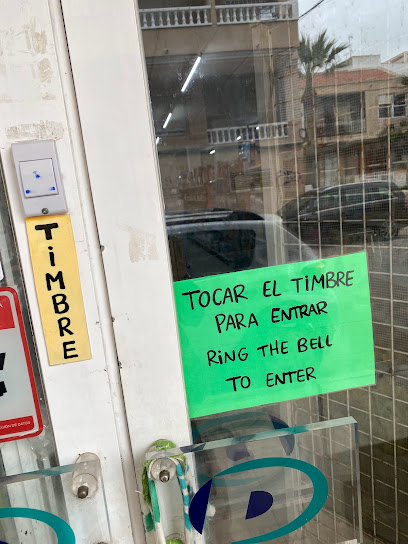 TIMBRE
TOCAR EL TIMBRE
PARA ENTRAR
RING THE BELL
TO ENTER